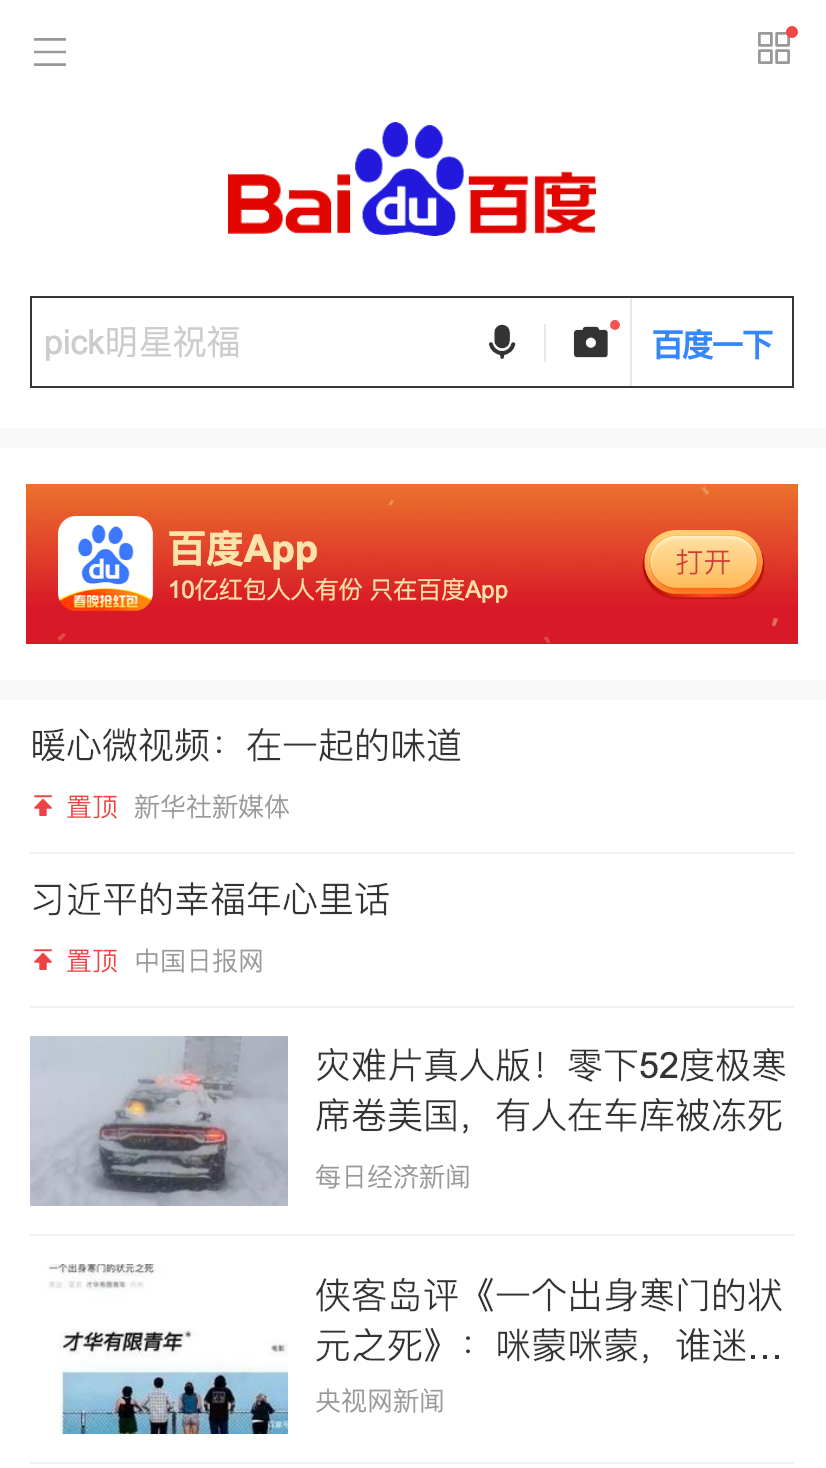 Bai du 百度
pick明星祝福
百度一下
du
春晚抢红包
百度App
10亿红包人人有份 只在百度App
打开
暖心微视频：在一起的味道
置顶 新华社新媒体
习近平的幸福年心里话
置顶 中国日报网
灾难片真人版！零下52度极寒
席卷美国，有人在车库被冻死
每日经济新闻
一个出身寒门的状元之死
才华有限青年
才华有限青年*
侠客岛评《一个出身寒门的状
元之死》：咪蒙咪蒙，谁迷...
央视网新闻